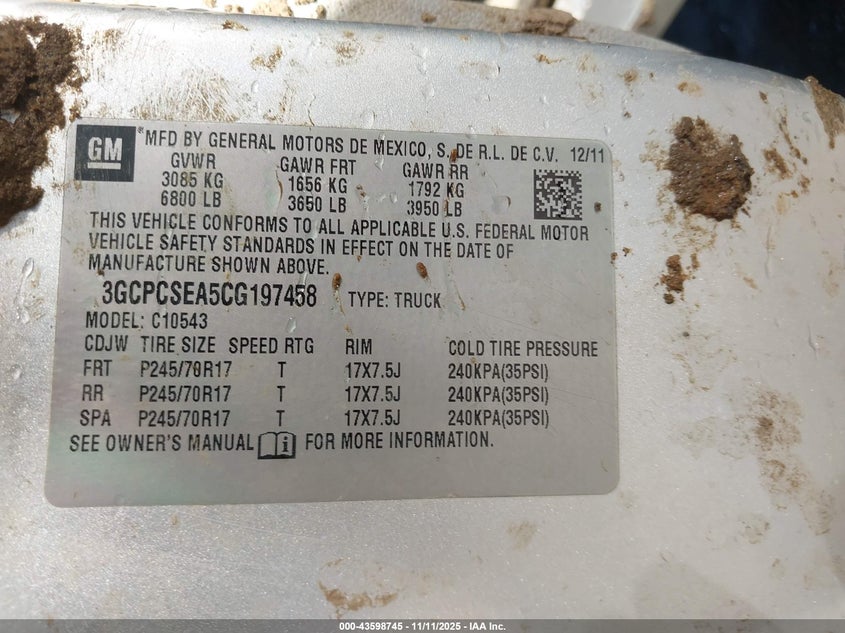 GM ®MFD BY GENERAL MOTORS DE MEXICO, S. DE R.L. DE C.V. 12/11
GVWR GAWR FRT GAWR RR
3085 KG 1656 KG 1792 KG
6800 LB 3650 LB 3950 LB
THIS VEHICLE CONFORMS TO ALL APPLICABLE U.S. FEDERAL MOTOR
VEHICLE SAFETY STANDARDS IN EFFECT ON THE DATE OF
MANUFACTURE SHOWN ABOVE.
3GCPCSEA5CG197458 TYPE: TRUCK
MODEL: C10543
CDJW TIRE SIZE SPEED RTG RIM COLD TIRE PRESSURE
FRT P245/70R17 T 17X7.5J 240KPA(35PSI)
RR P245/70R17 T 17X7.5J 240KPA(35PSI)
SPA P245/70R17 T 17X7.5J 240KPA(35PSI)
SEE OWNER'S MANUAL FOR MORE INFORMATION.
000-43598745 - 11/11/2025 - IAA Inc.